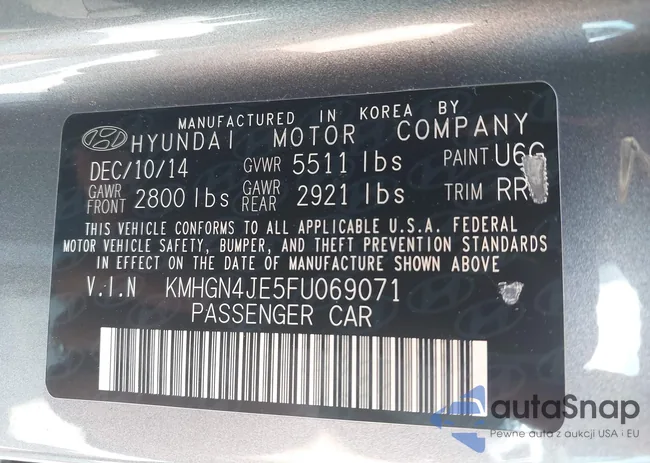 MANUFACTURED IN KOREA BY
HYUNDAI MOTOR COMPANY
DEC/10/14 GVWR 5511 lbs PAINT U6G
GAWR FRONT 2800 lbs GAWR REAR 2921 lbs TRIM RR
THIS VEHICLE CONFORMS TO ALL APPLICABLE U.S.A. FEDERAL
MOTOR VEHICLE SAFETY, BUMPER, AND THEFT PREVENTION STANDARDS
IN EFFECT ON THE DATE OF MANUFACTURE SHOWN ABOVE
V.I.N KMHGN4JE5FU069071
PASSENGER CAR
autaSnap
Pewne auta z aukcji USA i EU